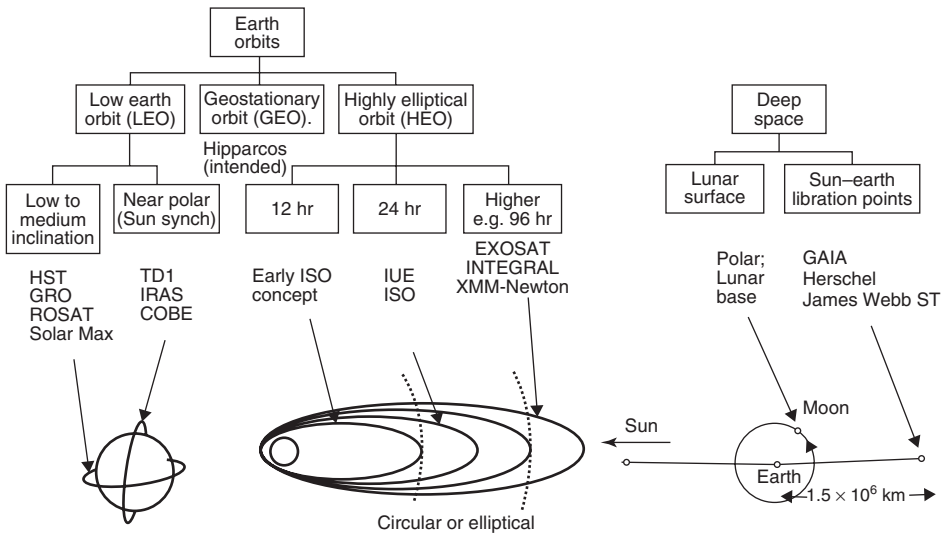 Earth
orbits
Low earth
orbit (LEO)
Geostationary
orbit (GEO).
Highly elliptical
orbit (HEO)
Deep
space
Hipparcos
(intended)
Low to
medium
inclination
Near polar
(Sun synch)
12 hr
24 hr
Higher
e.g. 96 hr
Lunar
surface
Sun–earth
libration points
HST
GRO
ROSAT
Solar Max
TD1
IRAS
COBE
Early ISO
concept
IUE
ISO
EXOSAT
INTEGRAL
XMM-Newton
Polar;
Lunar
base
GAIA
Herschel
James Webb ST
Sun
Moon
Earth
1.5 × 10⁶ km
Circular or elliptical